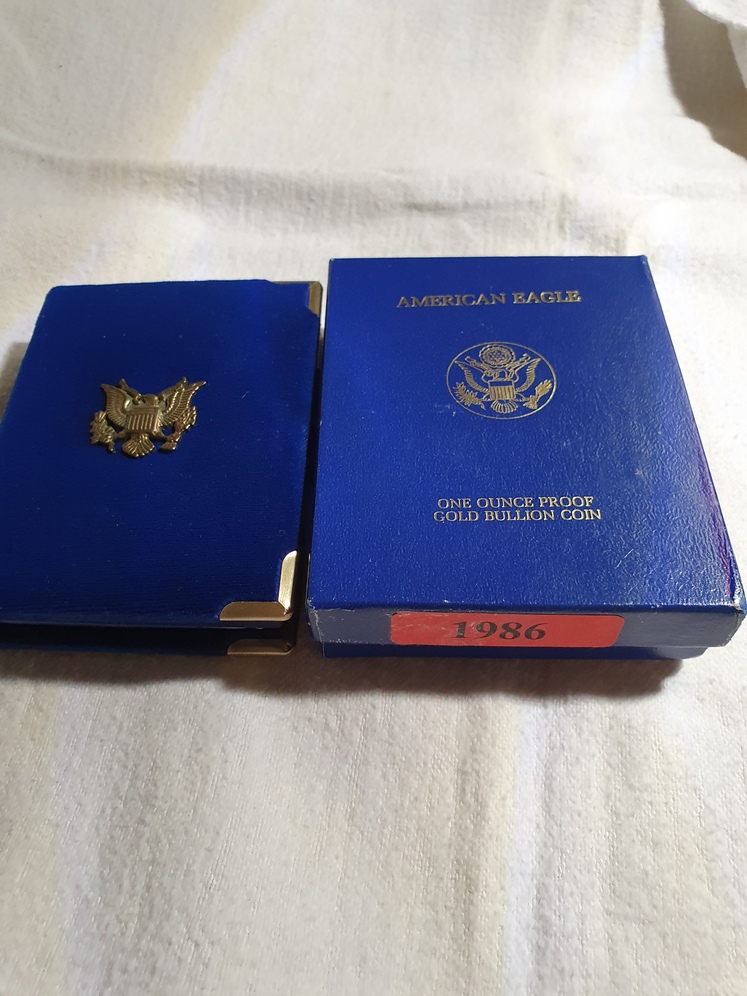 AMERICAN EAGLE
ONE OUNCE PROOF
GOLD BULLION COIN
1986